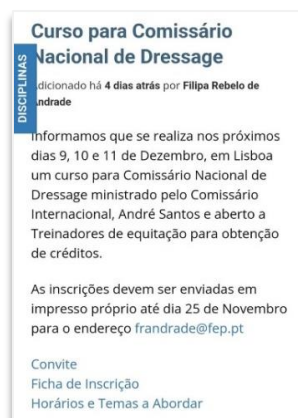 Curso para Comissário
Nacional de Dressage
DISCIPLINAS
Adicionado há 4 dias atrás por Filipa Rebelo de
Andrade
Informamos que se realiza nos próximos
dias 9, 10 e 11 de Dezembro, em Lisboa
um curso para Comissário Nacional de
Dressage ministrado pelo Comissário
Internacional, André Santos e aberto a
Treinadores de equitação para obtenção
de créditos.
As inscrições devem ser enviadas em
impresso próprio até dia 25 de Novembro
para o endereço frandrade@fep.pt
Convite
Ficha de Inscrição
Horários e Temas a Abordar